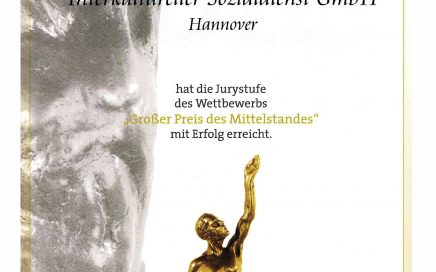 Interkultureller Sozialdienst GmbH
Hannover
hat die Jurystufe
des Wettbewerbs
„Großer Preis des Mittelstandes“
mit Erfolg erreicht.